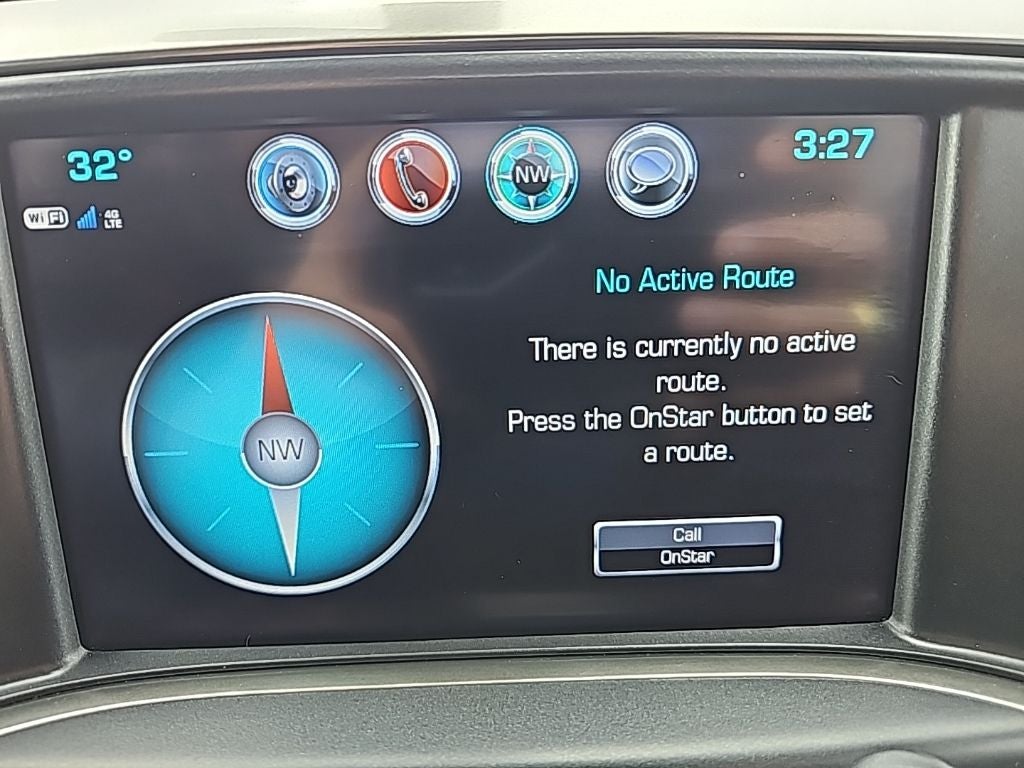 32°
3:27
WiFi
4G
LTE
NW
No Active Route
There is currently no active
route.
Press the OnStar button to set
a route.
NW
Call
OnStar